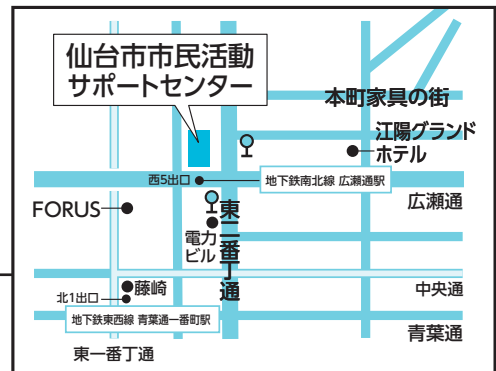 仙台市市民活動
サポートセンター
本町家具の街
江陽グランド
ホテル
西5出口
地下鉄南北線 広瀬通駅
広瀬通
FORUS
東二番丁通
電力
ビル
藤崎
中央通
北1出口
地下鉄東西線 青葉通一番町駅
青葉通
東一番丁通